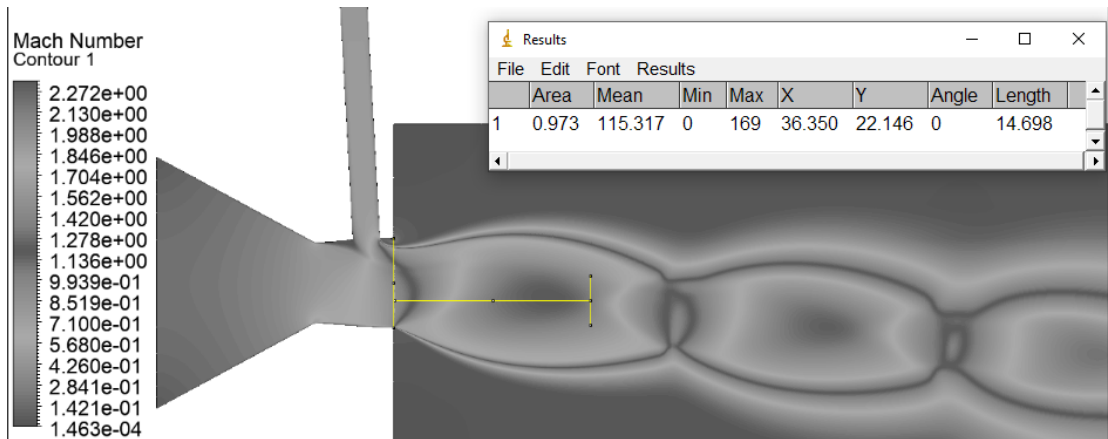 Mach Number
Contour 1
2.272e+00
2.130e+00
1.988e+00
1.846e+00
1.704e+00
1.562e+00
1.420e+00
1.278e+00
1.136e+00
9.939e-01
8.519e-01
7.100e-01
5.680e-01
4.260e-01
2.841e-01
1.421e-01
1.463e-04
Results
File Edit Font Results
Area Mean Min Max X Y Angle Length
1 0.973 115.317 0 169 36.350 22.146 0 14.698